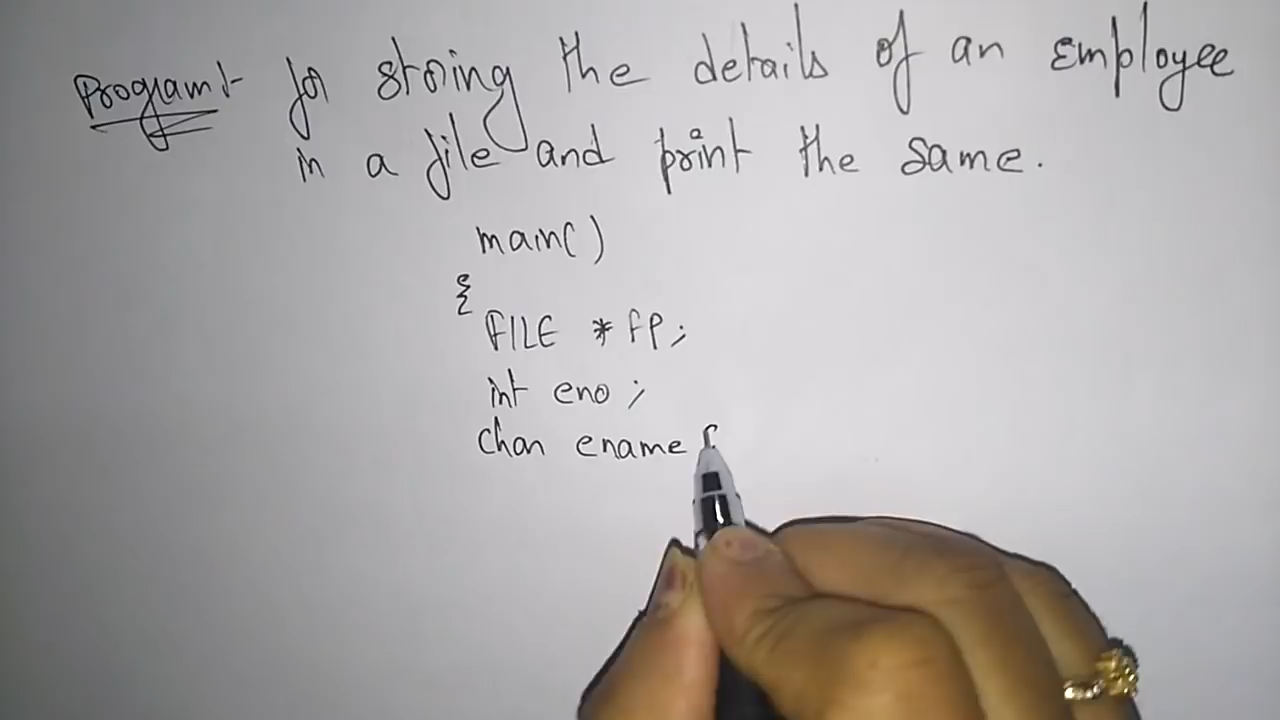 Program:- for storing the details of an Employee
in a file and print the same.
main()
{
FILE *FP;
int eno;
char ename[